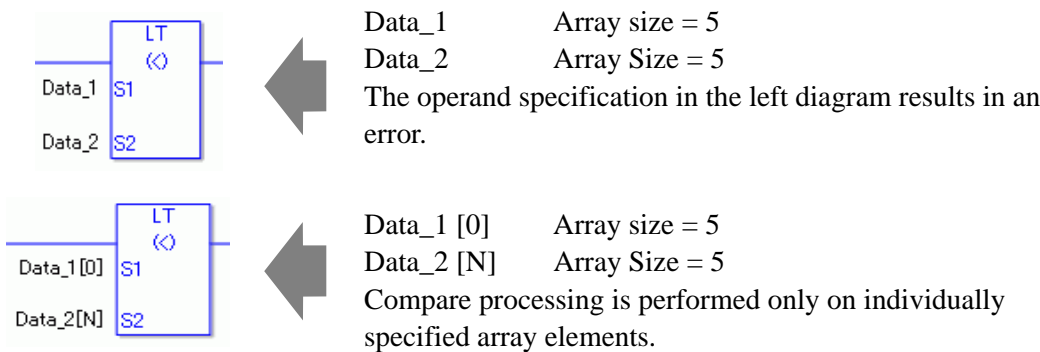 LT
(<)
Data_1 S1
Data_2 S2
Data_1 Array size = 5
Data_2 Array Size = 5
The operand specification in the left diagram results in an
error.
LT
(<)
Data_1[0] S1
Data_2[N] S2
Data_1 [0] Array size = 5
Data_2 [N] Array Size = 5
Compare processing is performed only on individually
specified array elements.